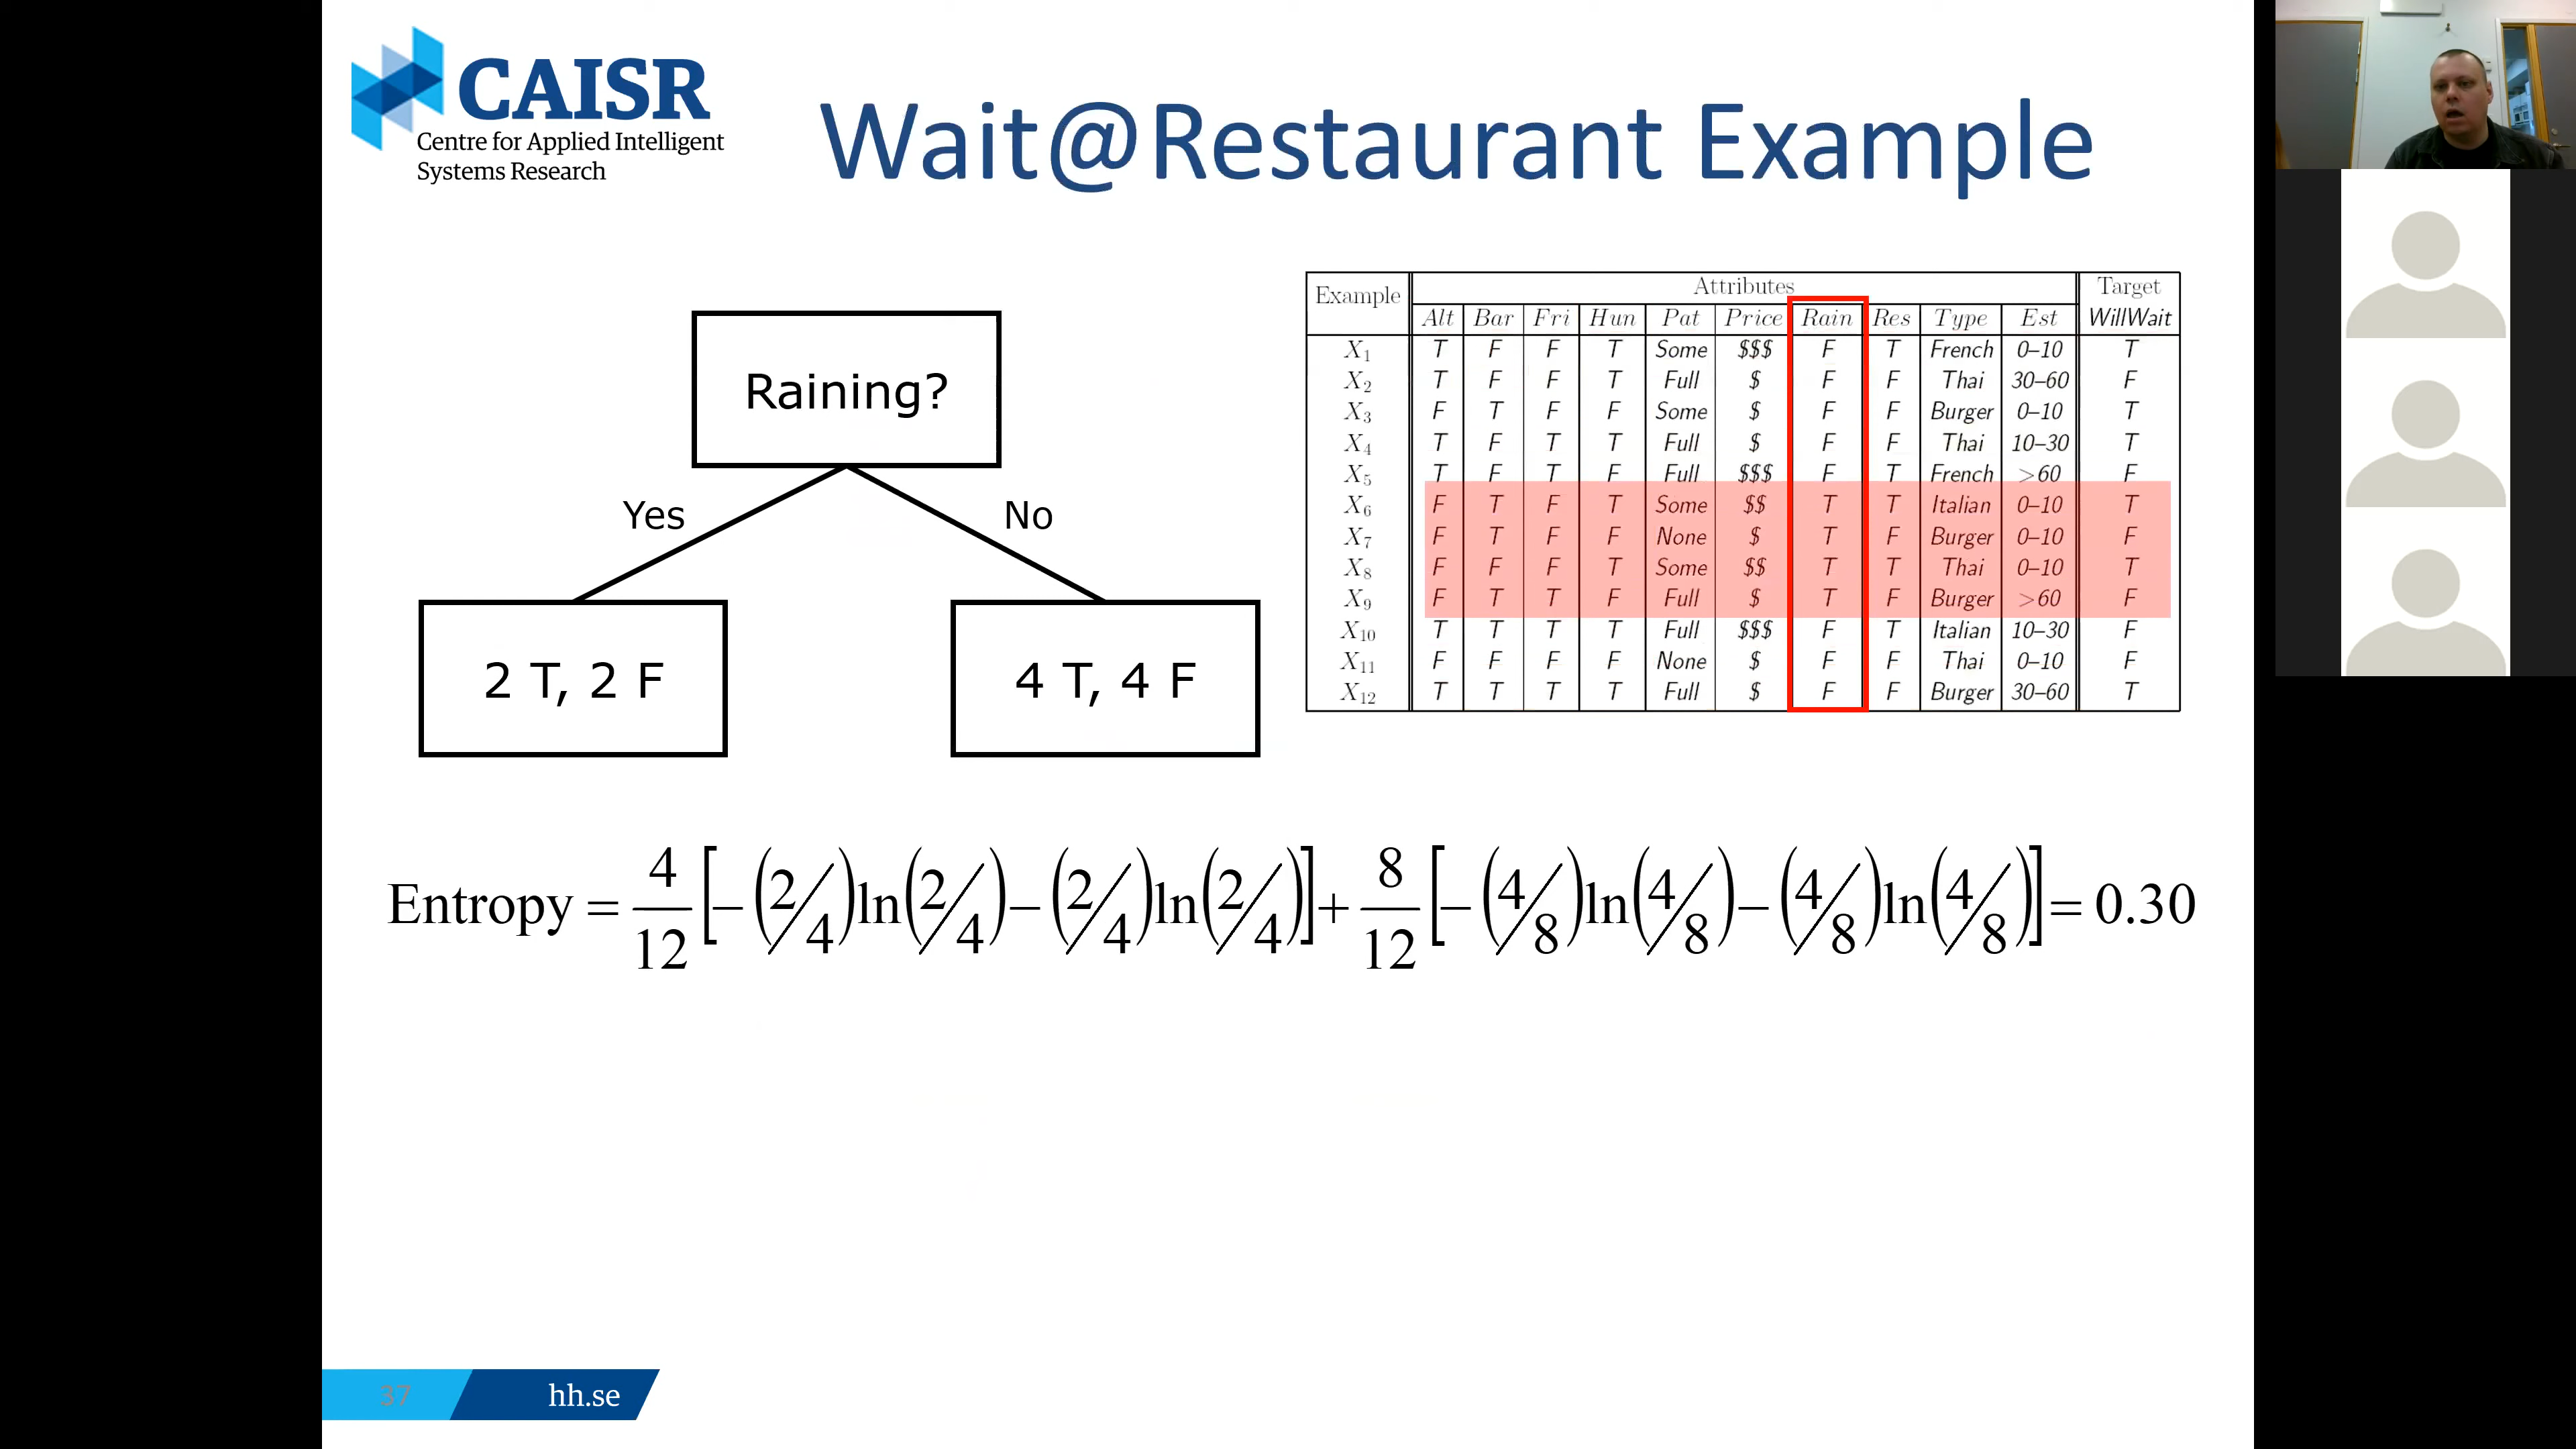 CAISR
Centre for Applied Intelligent
Systems Research
Wait@Restaurant Example
Raining?
Yes
No
2 T, 2 F
4 T, 4 F
Example Attributes Target
Alt Bar Fri Hun Pat Price Rain Res Type Est WillWait
X₁ T F F T Some $$$ F T French 0–10 T
X₂ T F F T Full $ F F Thai 30–60 F
X₃ F T F F Some $ F F Burger 0–10 T
X₄ T F T T Full $ F F Thai 10–30 T
X₅ T F T F Full $$$ F T French >60 F
X₆ F T F T Some $$ T T Italian 0–10 T
X₇ F T F F None $ T F Burger 0–10 F
X₈ F F F T Some $$ T T Thai 0–10 T
X₉ F T T F Full $ T F Burger >60 F
X₁₀ T T T T Full $$$ F T Italian 10–30 F
X₁₁ F F F F None $ F F Thai 0–10 F
X₁₂ T T T T Full $ F F Burger 30–60 T
Entropy = 4/12 [−(2/4)ln(2/4)−(2/4)ln(2/4)] + 8/12 [−(4/8)ln(4/8)−(4/8)ln(4/8)] = 0.30
37
hh.se